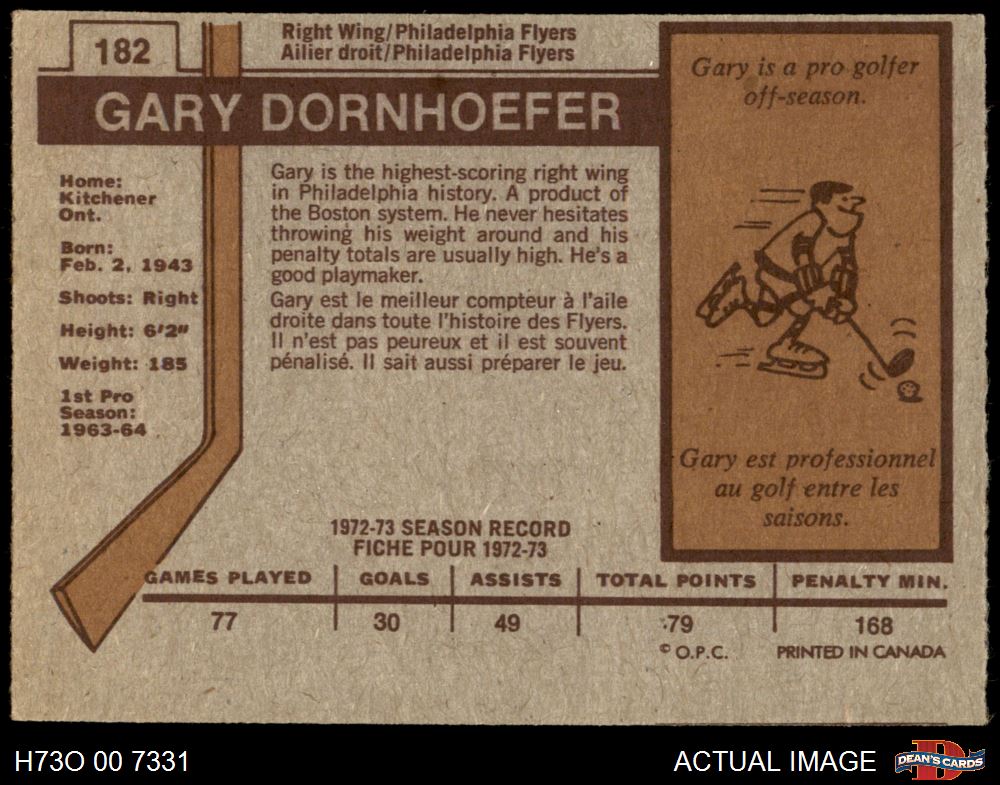 182
Right Wing/Philadelphia Flyers
Ailier droit/Philadelphia Flyers
GARY DORNHOEFER
Home:
Kitchener
Ont.
Born:
Feb. 2, 1943
Shoots: Right
Height: 6'2"
Weight: 185
1st Pro
Season:
1963-64
Gary is the highest-scoring right wing
in Philadelphia history. A product of
the Boston system. He never hesitates
throwing his weight around and his
penalty totals are usually high. He's a
good playmaker.
Gary est le meilleur compteur à l'aile
droite dans toute l'histoire des Flyers.
Il n'est pas peureux et il est souvent
pénalisé. Il sait aussi préparer le jeu.
Gary is a pro golfer
off-season.
Gary est professionnel
au golf entre les
saisons.
1972-73 SEASON RECORD
FICHE POUR 1972-73
GAMES PLAYED GOALS ASSISTS TOTAL POINTS PENALTY MIN.
77 30 49 79 168
© O.P.C. PRINTED IN CANADA
H73O 00 7331
ACTUAL IMAGE
D
DEAN'S CARDS